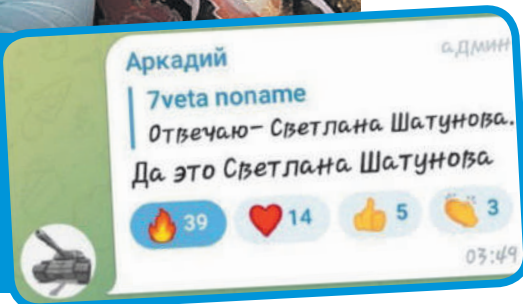 Аркадий админ
7veta noname
Отвечаю- Светлана Шатунова.
Да это Светлана Шатунова
39 14 5 3
03:49